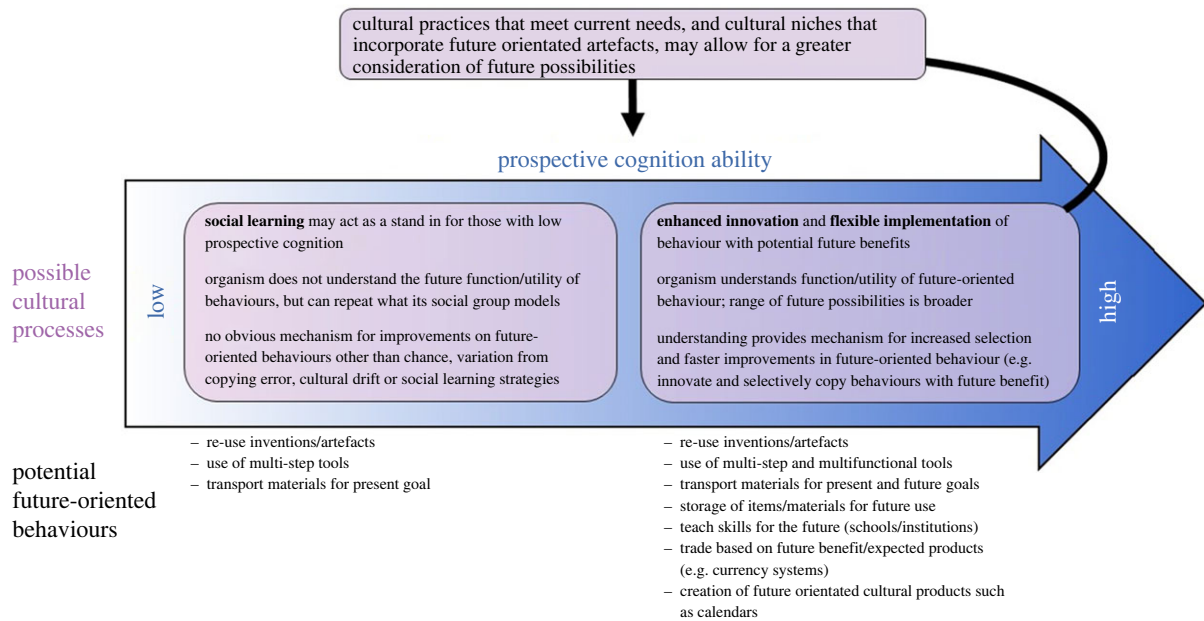 cultural practices that meet current needs, and cultural niches that
incorporate future orientated artefacts, may allow for a greater
consideration of future possibilities
prospective cognition ability
possible
cultural
processes
low
social learning may act as a stand in for those with low
prospective cognition
organism does not understand the future function/utility of
behaviours, but can repeat what its social group models
no obvious mechanism for improvements on future-
oriented behaviours other than chance, variation from
copying error, cultural drift or social learning strategies
enhanced innovation and flexible implementation of
behaviour with potential future benefits
organism understands function/utility of future-oriented
behaviour; range of future possibilities is broader
understanding provides mechanism for increased selection
and faster improvements in future-oriented behaviour (e.g.
innovate and selectively copy behaviours with future benefit)
high
potential
future-oriented
behaviours
– re-use inventions/artefacts
– use of multi-step tools
– transport materials for present goal
– re-use inventions/artefacts
– use of multi-step and multifunctional tools
– transport materials for present and future goals
– storage of items/materials for future use
– teach skills for the future (schools/institutions)
– trade based on future benefit/expected products
(e.g. currency systems)
– creation of future orientated cultural products such
as calendars